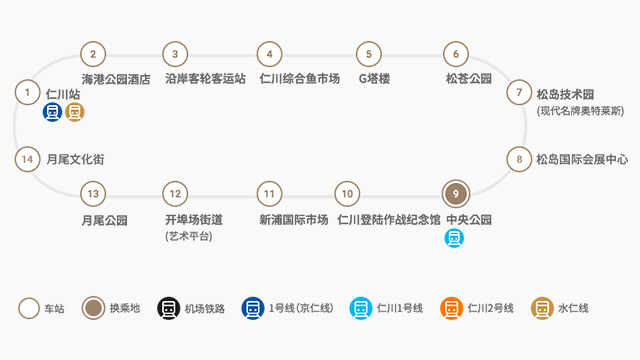 2
3
4
5
6
海港公园酒店
沿岸客轮客运站
仁川综合鱼市场
G塔楼
松苍公园
1
仁川站
7
松岛技术园
(现代名牌奥特莱斯)
14
月尾文化街
8
松岛国际会展中心
13
12
11
10
9
月尾公园
开埠场街道
(艺术平台)
新浦国际市场
仁川登陆作战纪念馆
中央公园
车站
换乘地
机场铁路
1号线(京仁线)
仁川1号线
仁川2号线
水仁线